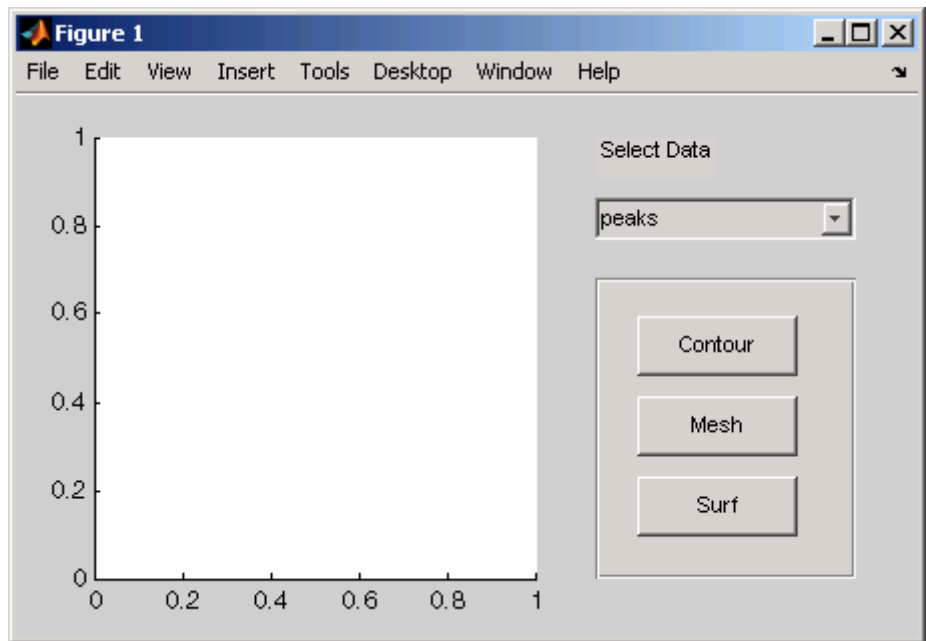 Figure 1
File Edit View Insert Tools Desktop Window Help
Select Data
peaks
Contour
Mesh
Surf
1
0.8
0.6
0.4
0.2
0
0 0.2 0.4 0.6 0.8 1